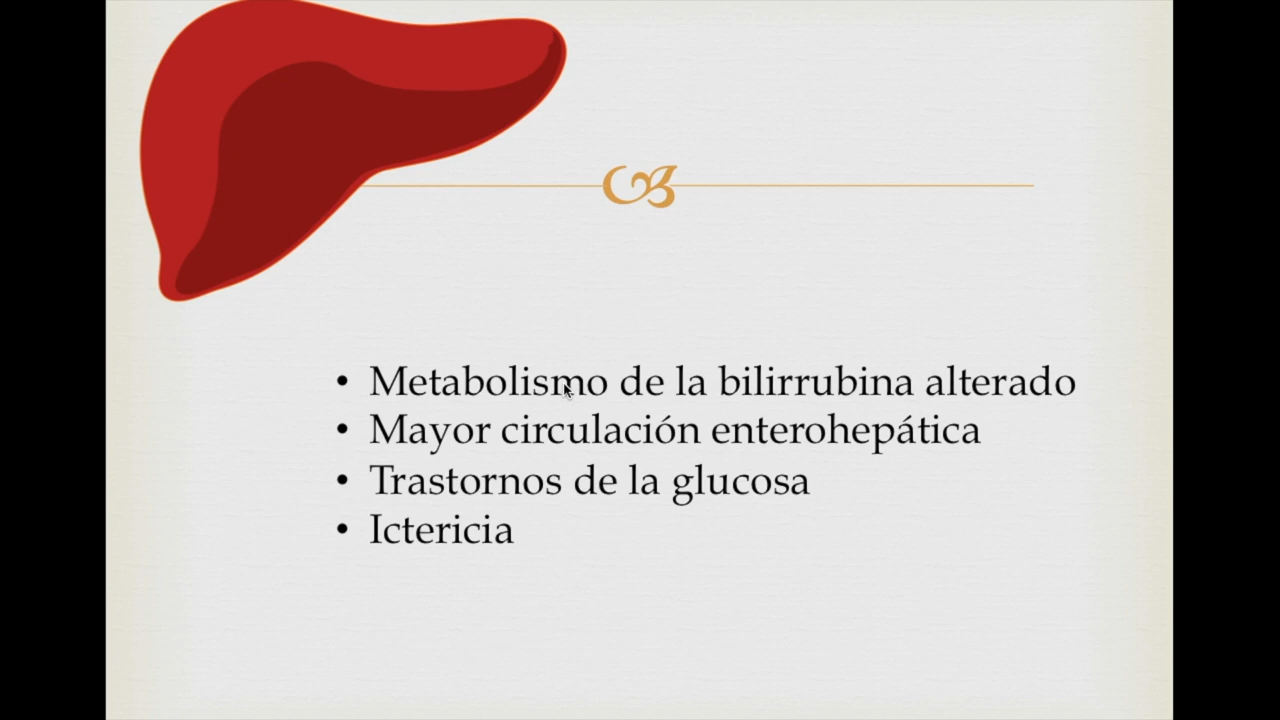 • Metabolismo de la bilirrubina alterado
• Mayor circulación enterohepática
• Trastornos de la glucosa
• Ictericia